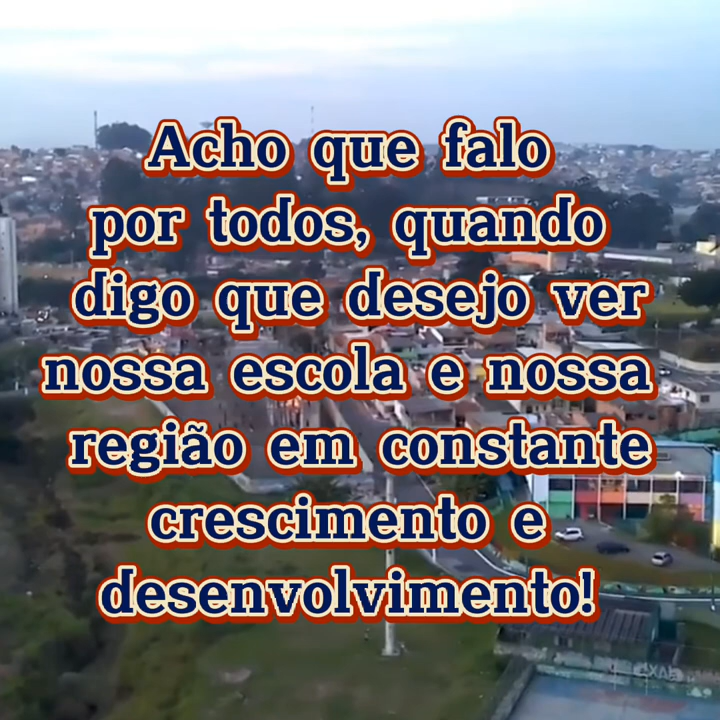 Acho que falo
por todos, quando
digo que desejo ver
nossa escola e nossa
região em constante
crescimento e
desenvolvimento!